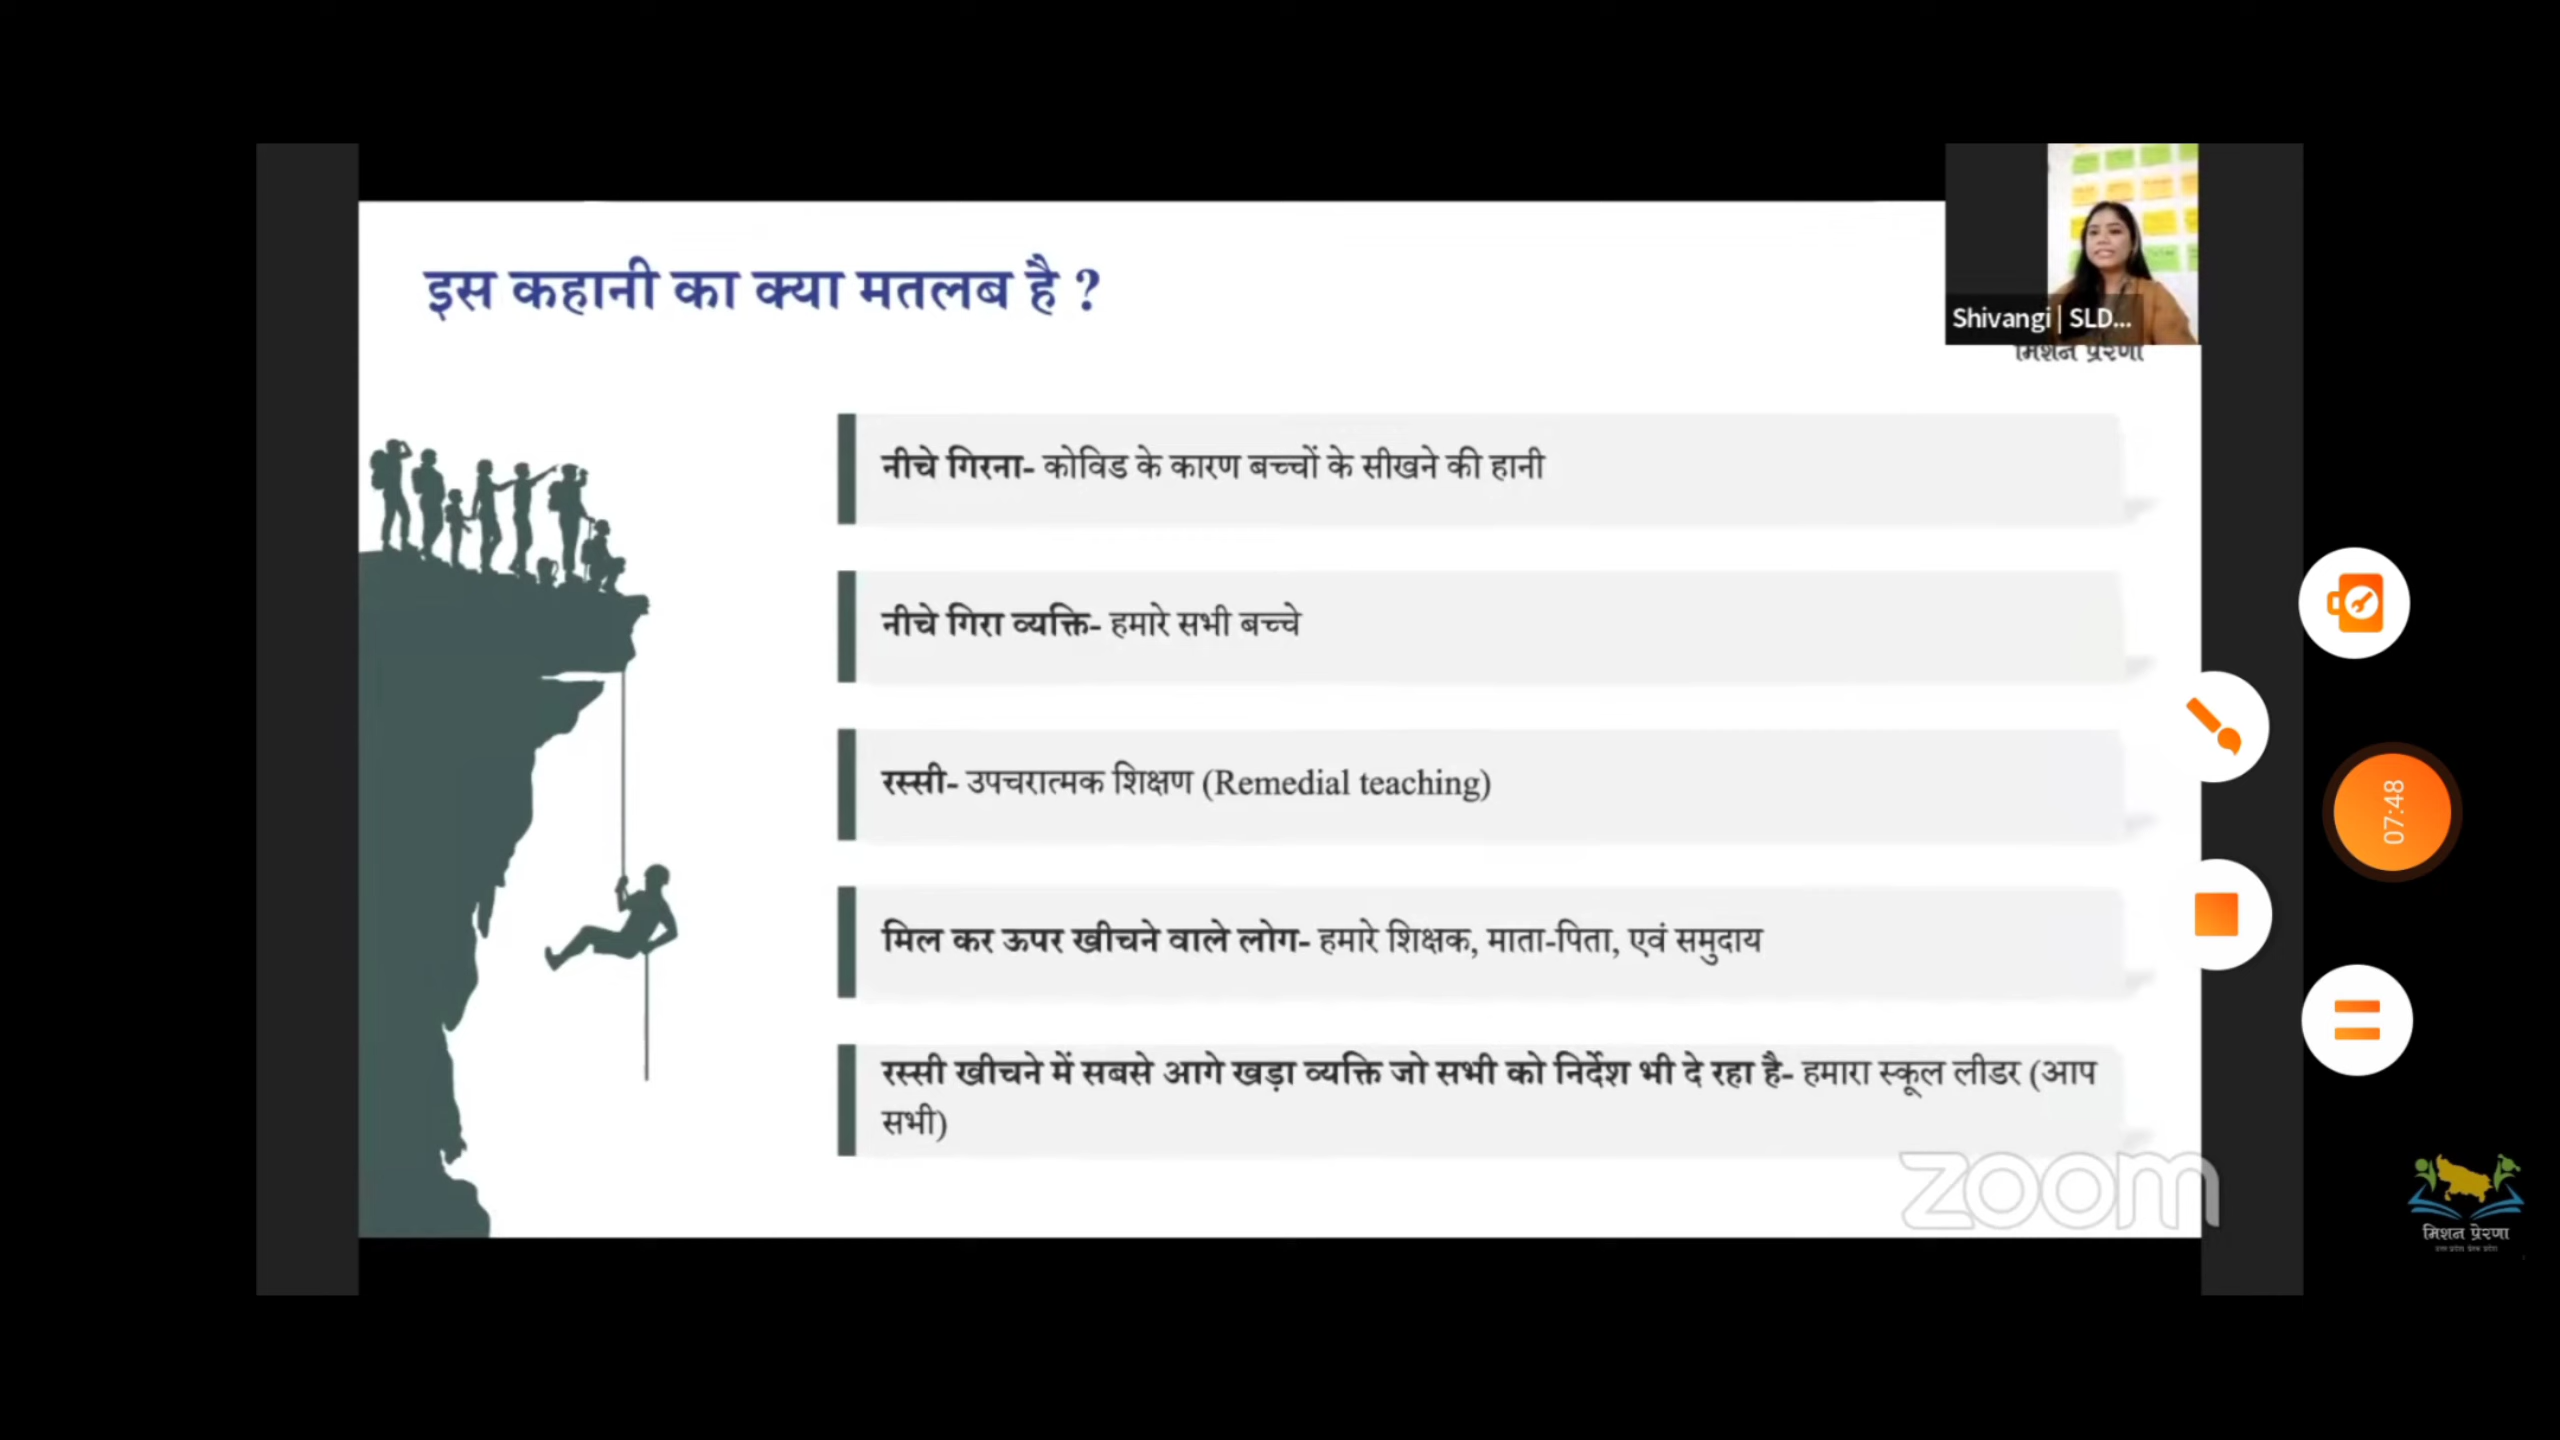 इस कहानी का क्या मतलब है ?
Shivangi | SLD...
मिशन प्रेरणा
नीचे गिरना- कोविड के कारण बच्चों के सीखने की हानी
नीचे गिरा व्यक्ति- हमारे सभी बच्चे
रस्सी- उपचरात्मक शिक्षण (Remedial teaching)
मिल कर ऊपर खीचने वाले लोग- हमारे शिक्षक, माता-पिता, एवं समुदाय
रस्सी खीचने में सबसे आगे खड़ा व्यक्ति जो सभी को निर्देश भी दे रहा है- हमारा स्कूल लीडर (आप
सभी)
07:48
zoom
मिशन प्रेरणा